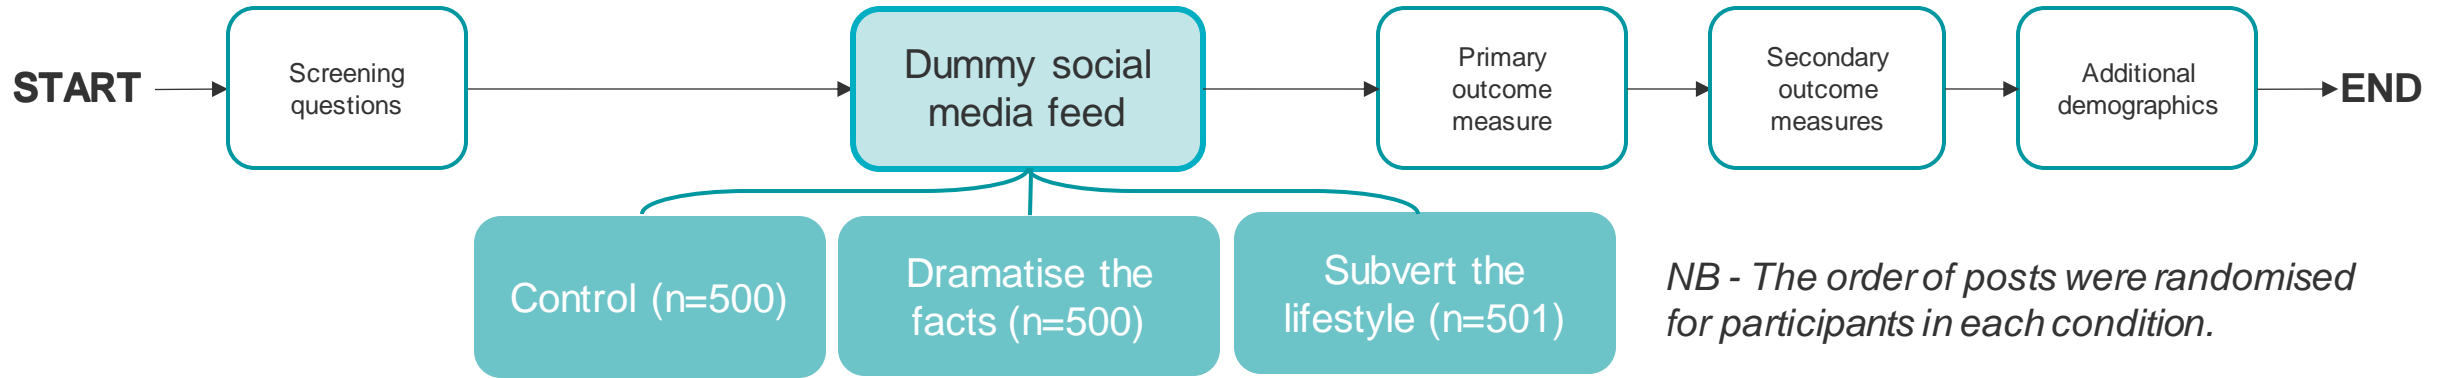 START
Screening
questions
Dummy social
media feed
Primary
outcome
measure
Secondary
outcome
measures
Additional
demographics
END
Control (n=500)
Dramatise the
facts (n=500)
Subvert the
lifestyle (n=501)
NB - The order of posts were randomised
for participants in each condition.